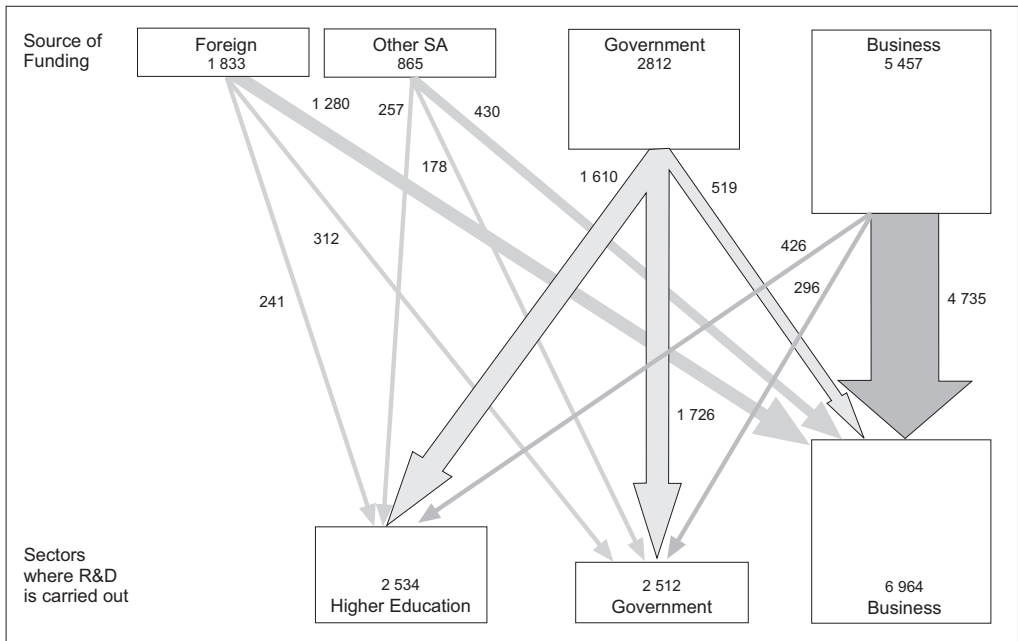 Source of
Funding
Foreign
1 833
Other SA
865
Government
2812
Business
5 457
1 280
257
430
178
1 610
519
312
426
241
296
4 735
1 726
Sectors
where R&D
is carried out
2 534
Higher Education
2 512
Government
6 964
Business